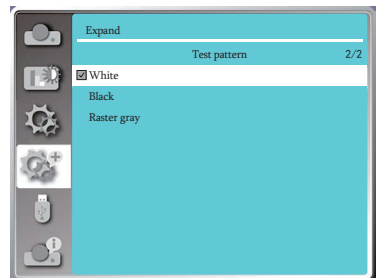 Expand
Test pattern 2/2
White
Black
Raster gray